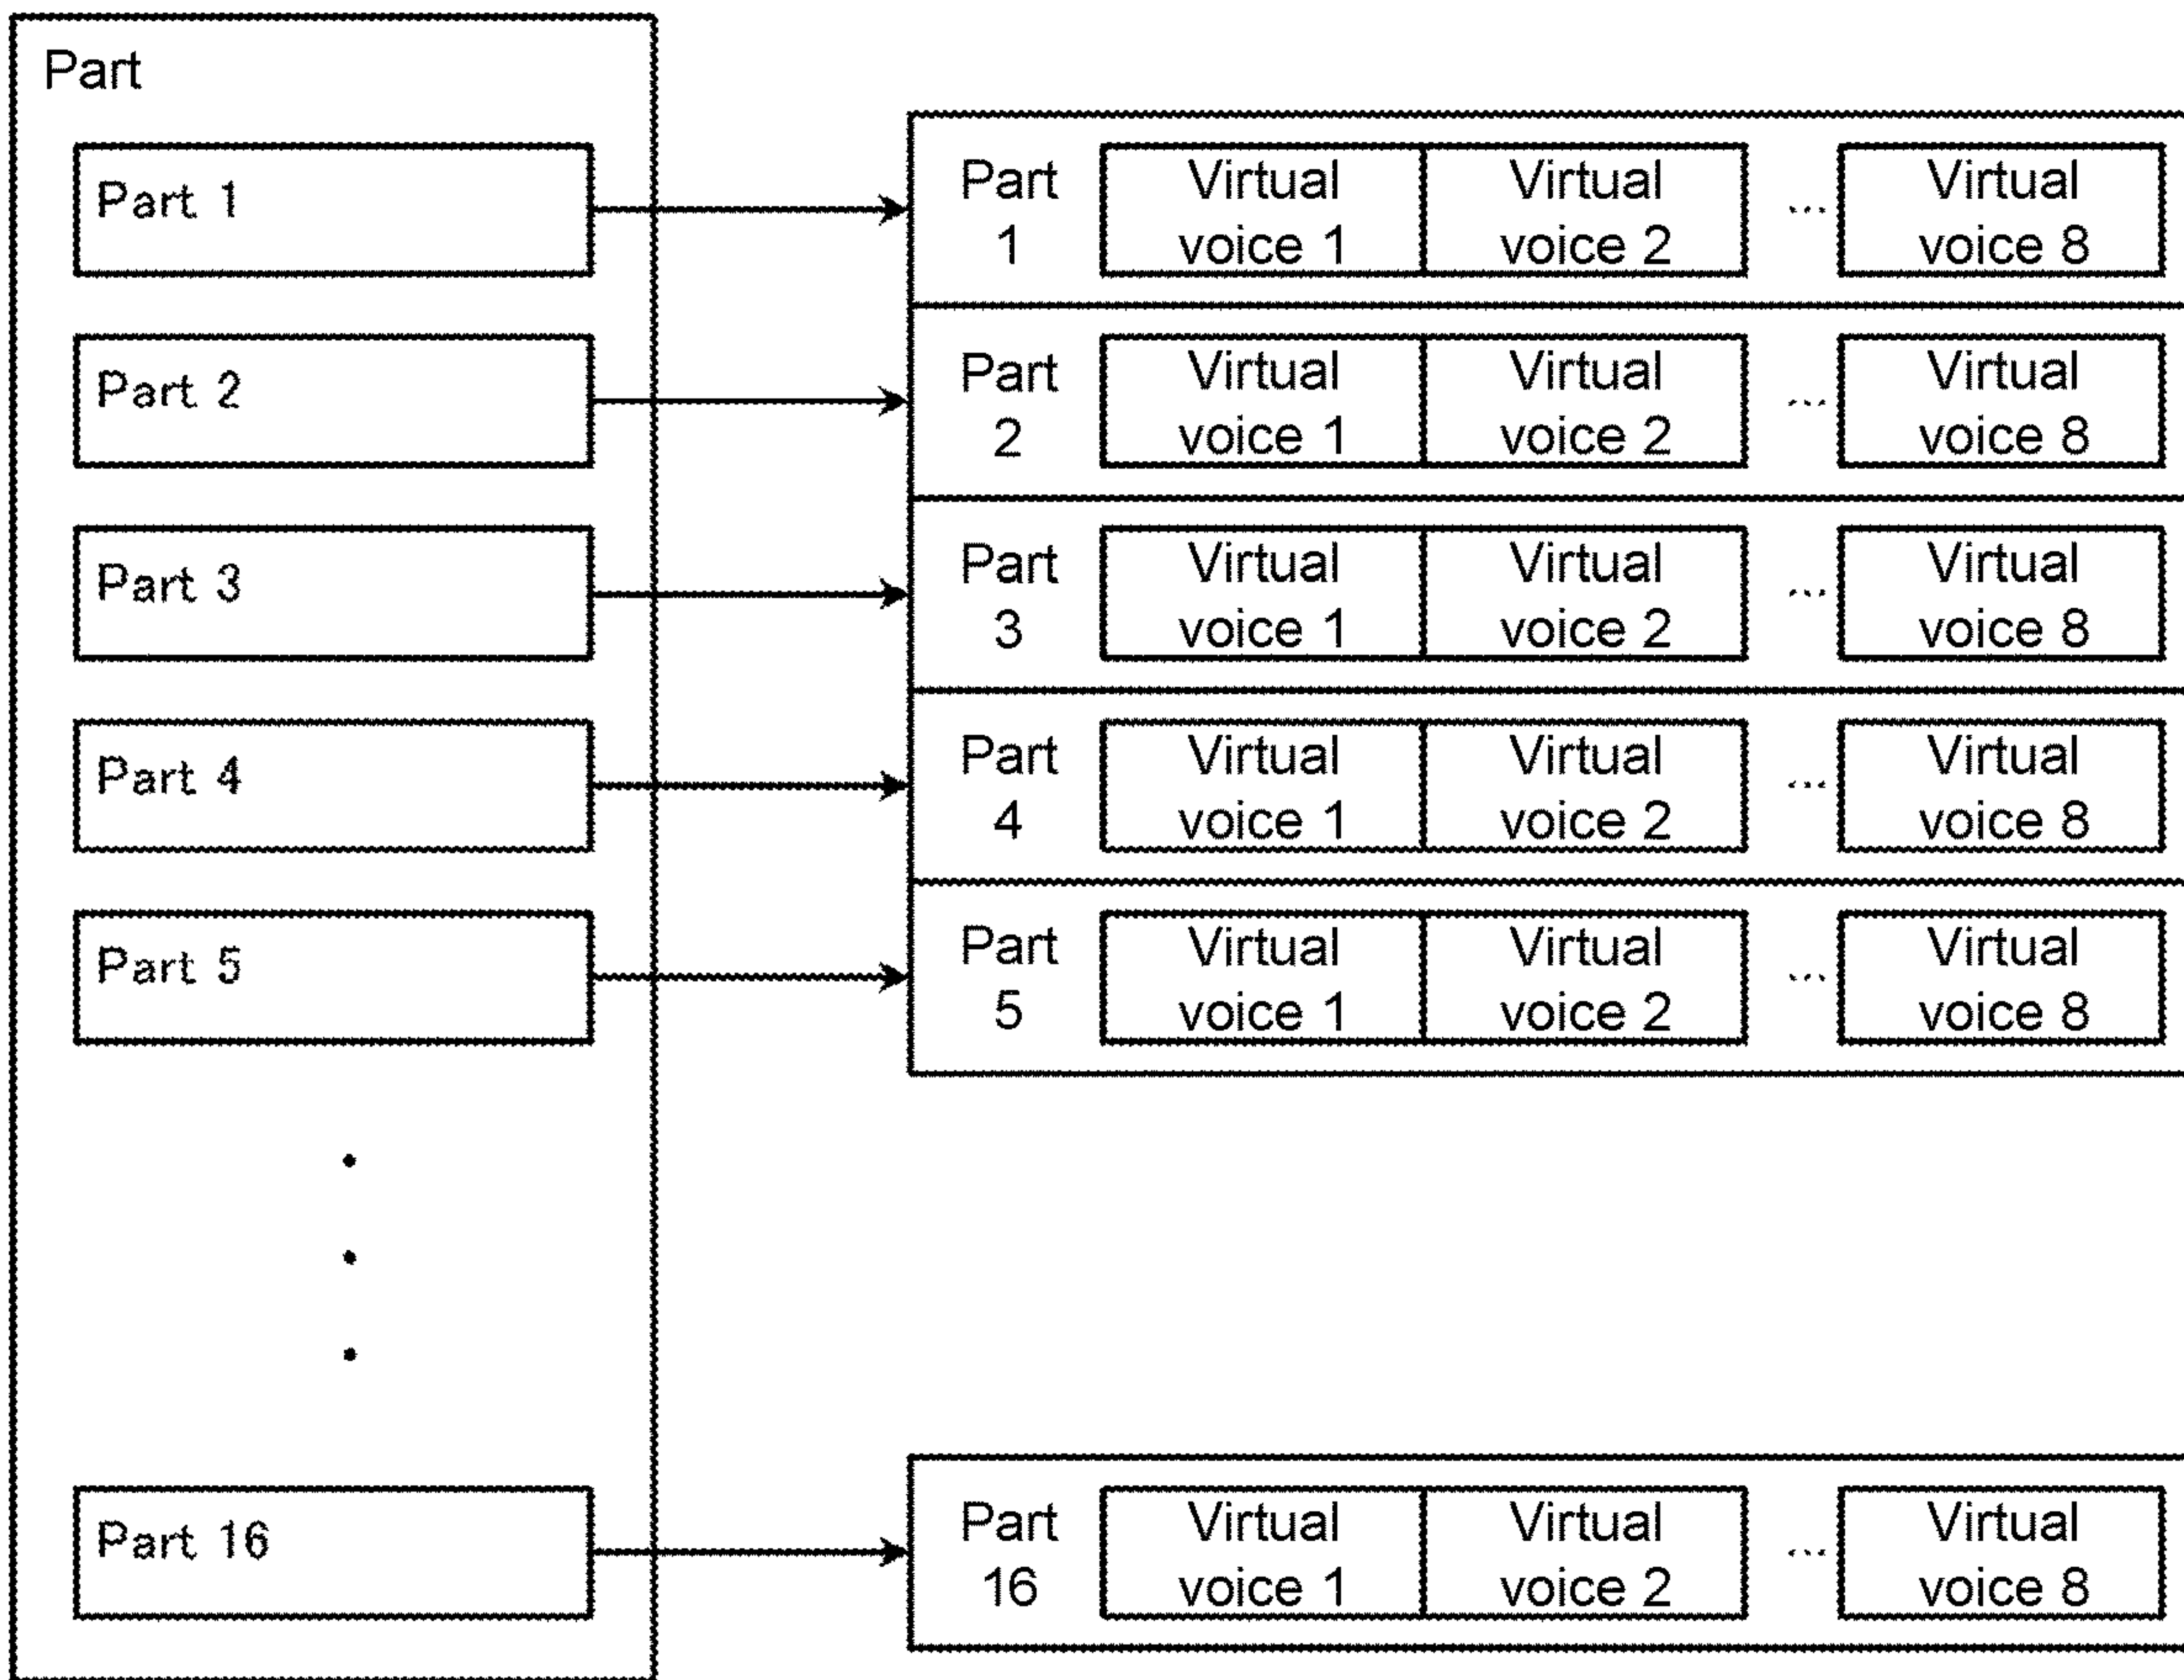 Part
Part 1
Part 2
Part 3
Part 4
Part 5
Part 16
Part
1
Virtual
voice 1
Virtual
voice 2
...
Virtual
voice 8
Part
2
Virtual
voice 1
Virtual
voice 2
...
Virtual
voice 8
Part
3
Virtual
voice 1
Virtual
voice 2
...
Virtual
voice 8
Part
4
Virtual
voice 1
Virtual
voice 2
...
Virtual
voice 8
Part
5
Virtual
voice 1
Virtual
voice 2
...
Virtual
voice 8
Part
16
Virtual
voice 1
Virtual
voice 2
...
Virtual
voice 8